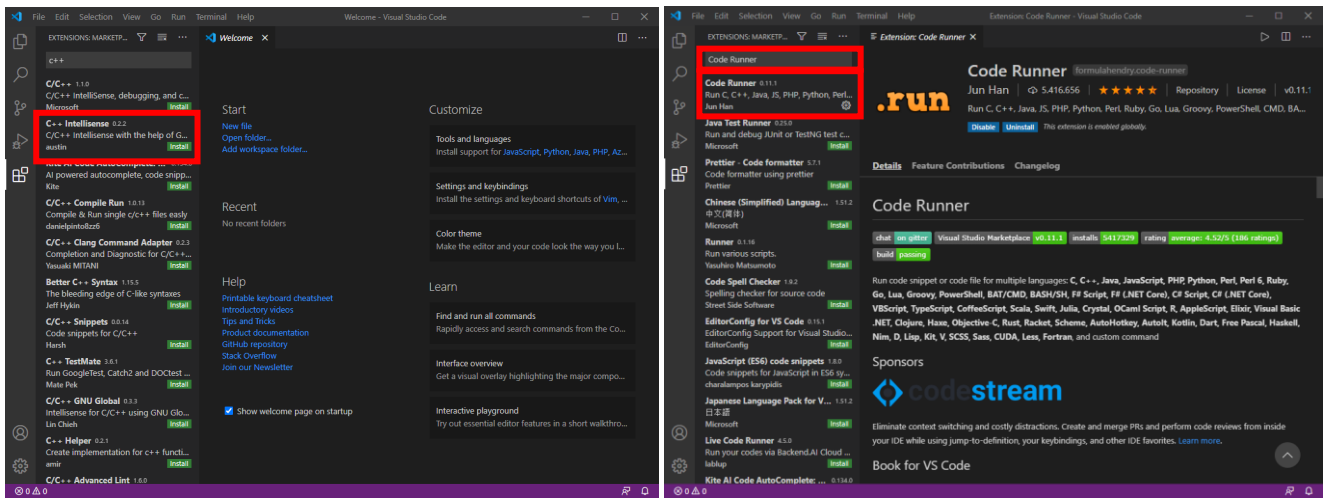 File Edit Selection View Go Run Terminal Help
Welcome - Visual Studio Code
EXTENSIONS: MARKETP...
Welcome
c++
C/C++ 1.1.0
C/C++ IntelliSense, debugging, and c...
Microsoft
Install
C++ Intellisense 0.2.2
C/C++ Intellisense with the help of G...
austin
Install
Kite AI Code AutoComplete: ...
AI powered autocomplete, code snipp...
Kite
Install
C/C++ Compile Run 1.0.13
Compile & Run single c/c++ files easly
danielpinto8zz6
Install
C/C++ Clang Command Adapter 0.2.3
Completion and Diagnostic for C/C++...
Yasuaki MITANI
Install
Better C++ Syntax 1.15.5
The bleeding edge of C-like syntaxes
Jeff Hykin
Install
C/C++ Snippets 0.0.14
Code snippets for C/C++
Harsh
Install
C++ TestMate 3.6.1
Run GoogleTest, Catch2 and DOCtest ...
Mate Pek
Install
C/C++ GNU Global 0.3.3
Intellisense for C/C++ using GNU Glo...
Lin Chieh
Install
C++ Helper 0.2.1
Create implementation for c++ functi...
amir
Install
C/C++ Advanced Lint 1.6.0
Start
New file
Open folder...
Add workspace folder...
Recent
No recent folders
Help
Printable keyboard cheatsheet
Introductory videos
Tips and Tricks
Product documentation
GitHub repository
Stack Overflow
Join our Newsletter
Show welcome page on startup
Customize
Tools and languages
Install support for JavaScript, Python, Java, PHP, Az...
Settings and keybindings
Install the settings and keyboard shortcuts of Vim, ...
Color theme
Make the editor and your code look the way you l...
Learn
Find and run all commands
Rapidly access and search commands from the Co...
Interface overview
Get a visual overlay highlighting the major compo...
Interactive playground
Try out essential editor features in a short walkthro...
0 0
File Edit Selection View Go Run Terminal Help
Extension: Code Runner - Visual Studio Code
EXTENSIONS: MARKETP...
Extension: Code Runner
Code Runner
Code Runner 0.11.1
Run C, C++, Java, JS, PHP, Python, Perl...
Jun Han
Java Test Runner 0.25.0
Run and debug JUnit or TestNG test c...
Microsoft
Install
Prettier - Code formatter 5.7.1
Code formatter using prettier
Prettier
Install
Chinese (Simplified) Languag... 1.51.2
中文(简体)
Microsoft
Install
Runner 0.1.16
Run various scripts.
Yasuhiro Matsumoto
Install
Code Spell Checker 1.9.2
Spelling checker for source code
Street Side Software
Install
EditorConfig for VS Code 0.15.1
EditorConfig Support for Visual Studio...
EditorConfig
Install
JavaScript (ES6) code snippets 1.8.0
Code snippets for JavaScript in ES6 sy...
charalampos karypidis
Install
Japanese Language Pack for V... 1.51.2
日本語
Microsoft
Install
Live Code Runner 4.5.0
Run your codes via Backend.AI Cloud ...
lablup
Install
Kite AI Code AutoComplete: ... 0.134.0
.run
Code Runner formulahendry.code-runner
Jun Han 5.416.656 Repository License v0.11.1
Run C, C++, Java, JS, PHP, Python, Perl, Ruby, Go, Lua, Groovy, PowerShell, CMD, BA...
Disable Uninstall This extension is enabled globally.
Details Feature Contributions Changelog
Code Runner
chat on gitter Visual Studio Marketplace v0.11.1 installs 5417329 rating average: 4.52/5 (186 ratings)
build passing
Run code snippet or code file for multiple languages: C, C++, Java, JavaScript, PHP, Python, Perl, Perl 6, Ruby,
Go, Lua, Groovy, PowerShell, BAT/CMD, BASH/SH, F# Script, F# (.NET Core), C# Script, C# (.NET Core),
VBScript, TypeScript, CoffeeScript, Scala, Swift, Julia, Crystal, OCaml Script, R, AppleScript, Elixir, Visual Basic
.NET, Clojure, Haxe, Objective-C, Rust, Racket, Scheme, AutoHotkey, AutoIt, Kotlin, Dart, Free Pascal, Haskell,
Nim, D, Lisp, Kit, V, SCSS, Sass, CUDA, Less, Fortran, and custom command
Sponsors
codestream
Eliminate context switching and costly distractions. Create and merge PRs and perform code reviews from inside
your IDE while using jump-to-definition, your keybindings, and other IDE favorites. Learn more.
Book for VS Code
0 0